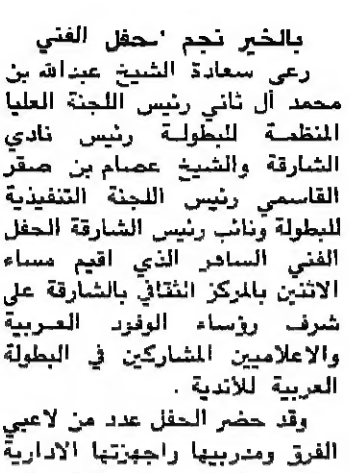 بالخير نجم الحفل الفني
رعى سعادة الشيخ عبدالله بن
محمد آل ثاني رئيس اللجنة العليا
المنظمـة للبطولـة رئيس نادي
الشارقة والشيخ عصام بن صقر
القاسمي رئيس اللجنة التنفيذية
للبطولة ونائب رئيس الشارقة الحفل
الفني الساهر الذي اقيم مساء
الاثنين بالمركز الثقافي بالشارقة على
شرف رؤساء الوفود العـربية
والاعلاميين المشاركين في البطولة
العربية للأندية .
وقد حضر الحفل عدد من لاعبي
الفرق ومدربيها واجهزتها الادارية